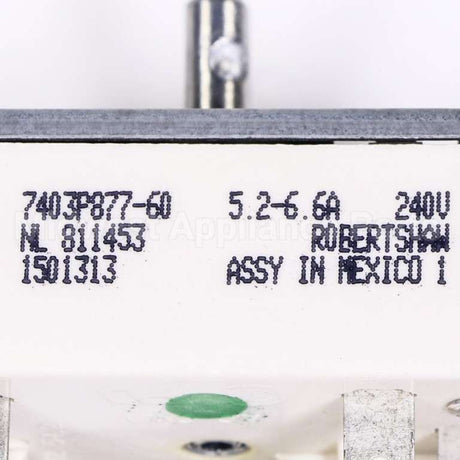 7403P877-60 5.2-6.6A 240V
NL 811453 ROBERTSHAW
1501313 ASSY IN MEXICO 1